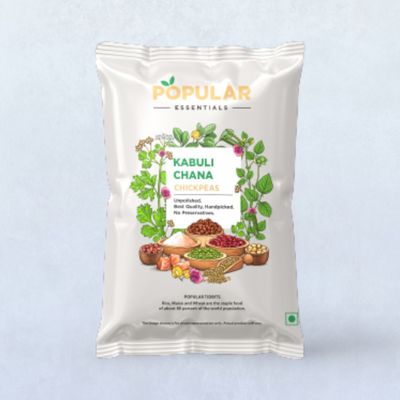 POPULAR
ESSENTIALS
KABULI
CHANA
CHICKPEAS
Unpolished.
Best Quality, Handpicked,
No Preservatives.
POPULAR TIDBITS
Rice, Maize and Wheat are the staple food
of about 50 percent of the world population.